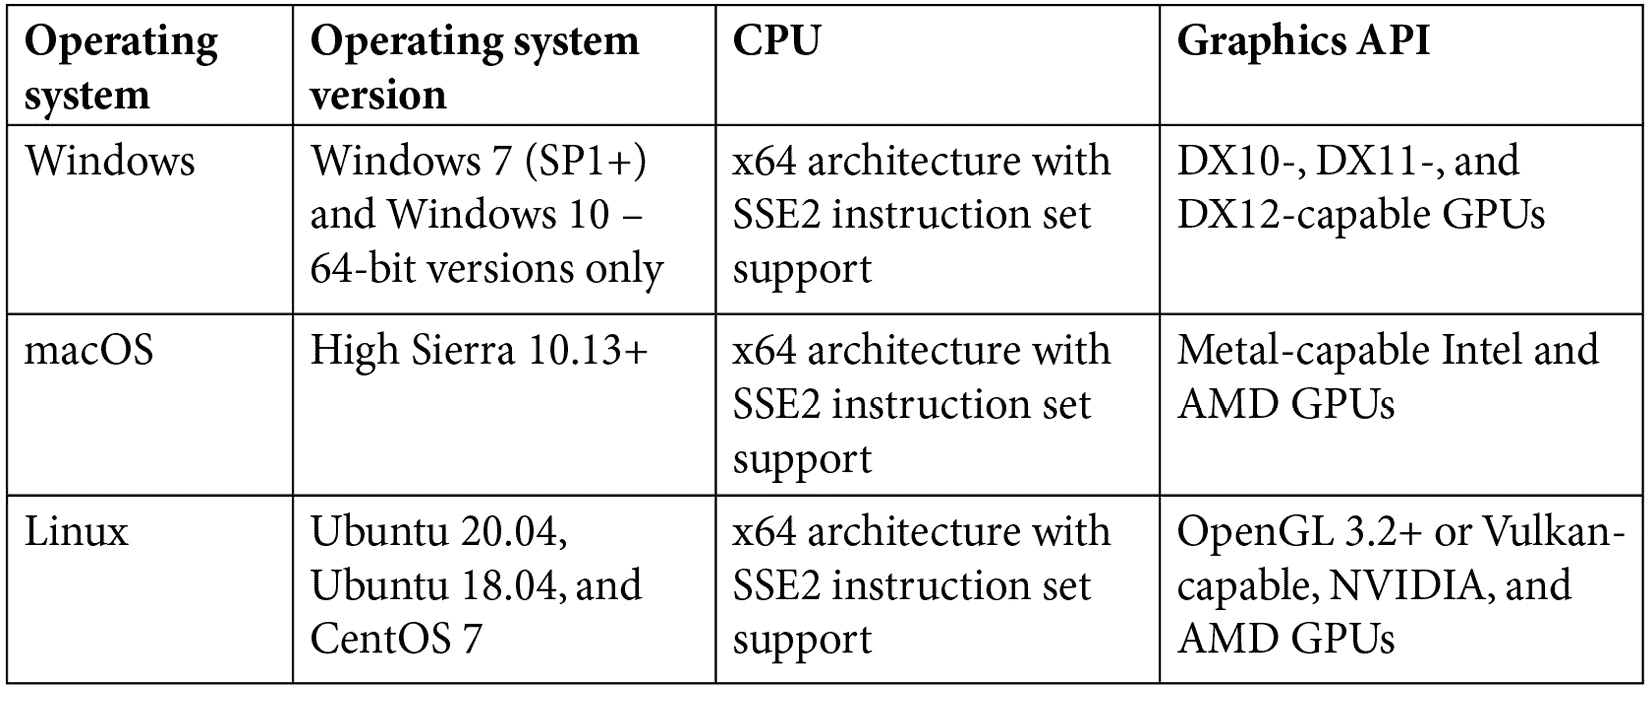 Operating
system
Operating system
version
CPU
Graphics API
Windows
Windows 7 (SP1+)
and Windows 10 –
64-bit versions only
x64 architecture with
SSE2 instruction set
support
DX10-, DX11-, and
DX12-capable GPUs
macOS
High Sierra 10.13+
x64 architecture with
SSE2 instruction set
support
Metal-capable Intel and
AMD GPUs
Linux
Ubuntu 20.04,
Ubuntu 18.04, and
CentOS 7
x64 architecture with
SSE2 instruction set
support
OpenGL 3.2+ or Vulkan-
capable, NVIDIA, and
AMD GPUs